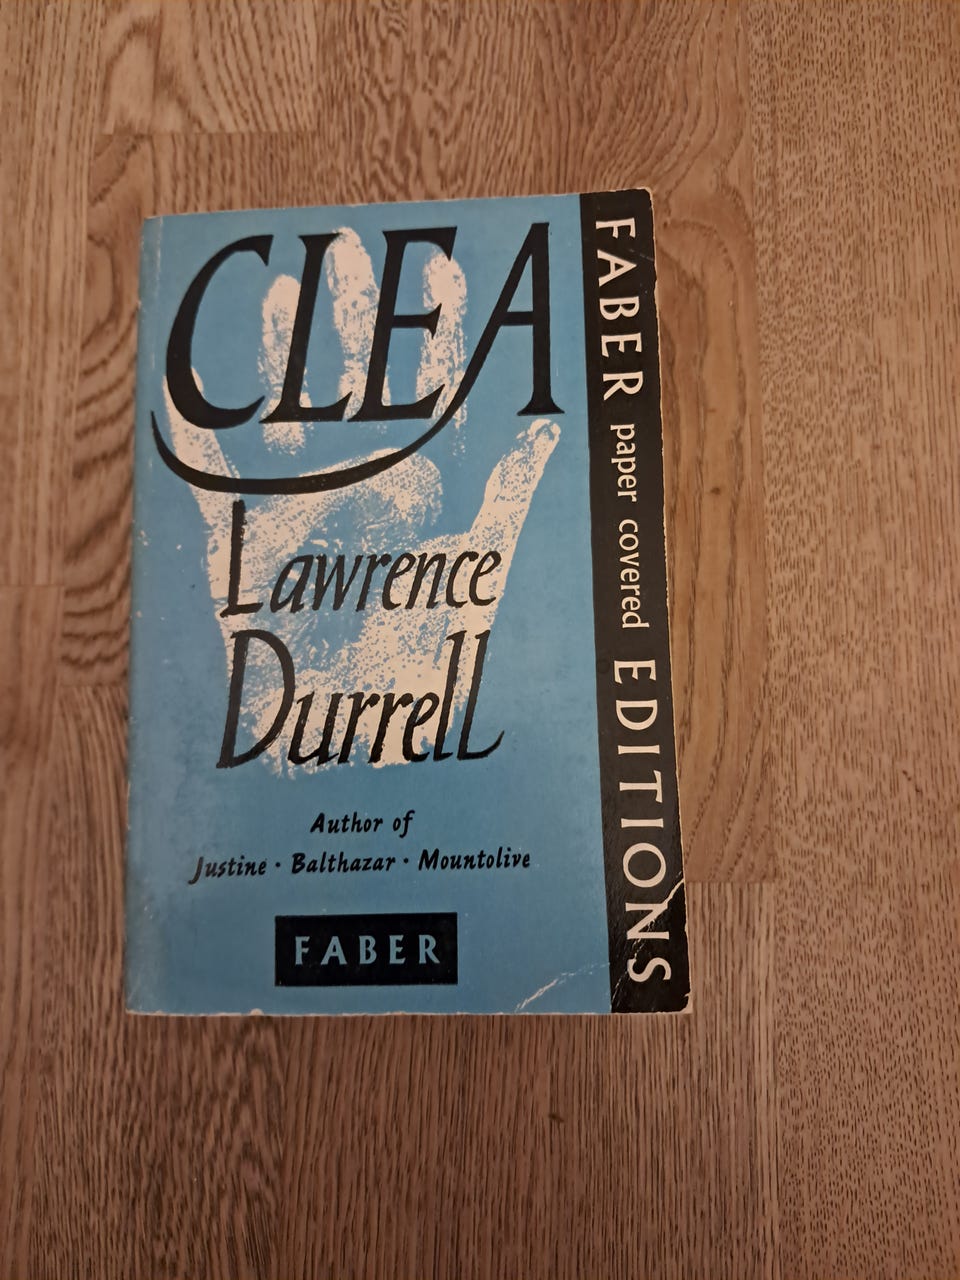 CLEA
Lawrence
Durrell
Author of
Justine · Balthazar · Mountolive
FABER
FABER paper covered EDITIONS